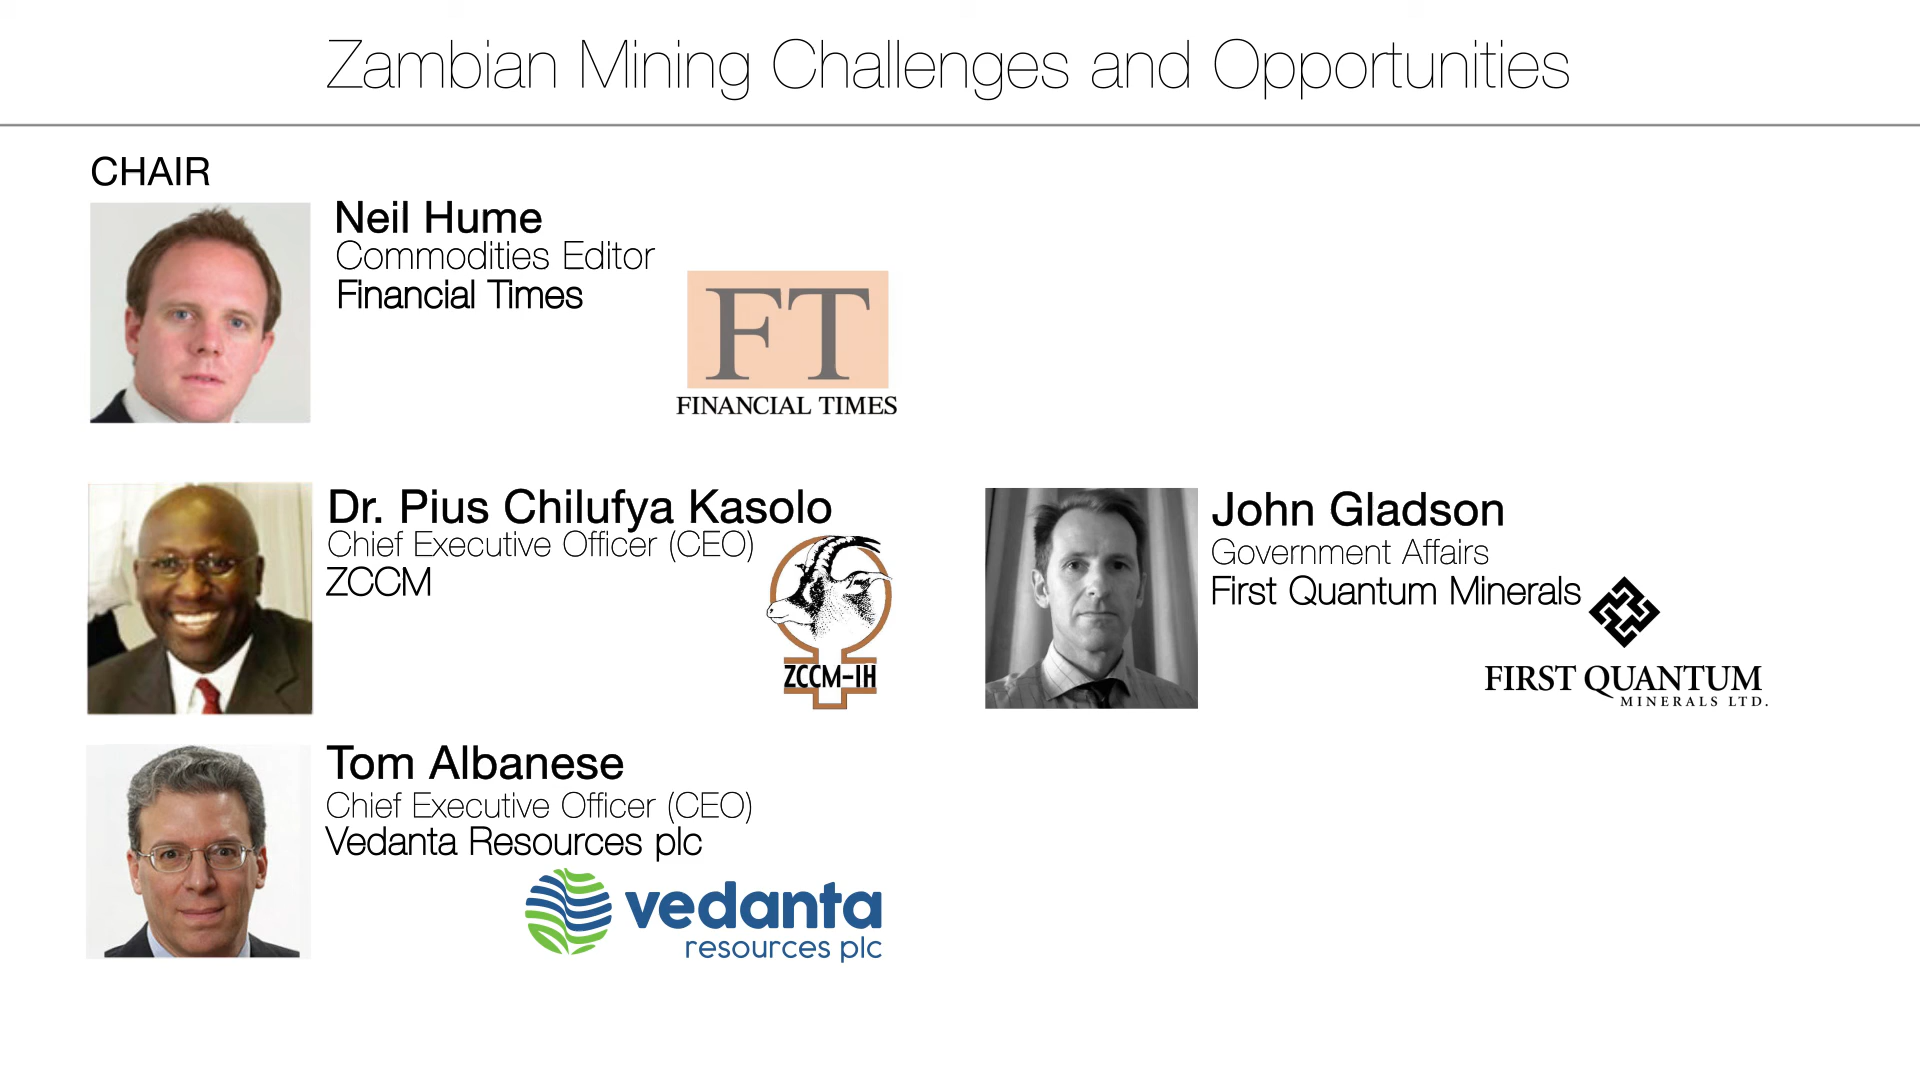 Zambian Mining Challenges and Opportunities
CHAIR
Neil Hume
Commodities Editor
Financial Times
FT
FINANCIAL TIMES
Dr. Pius Chilufya Kasolo
Chief Executive Officer (CEO)
ZCCM
ZCCM-IH
John Gladson
Government Affairs
First Quantum Minerals
FIRST QUANTUM
MINERALS LTD.
Tom Albanese
Chief Executive Officer (CEO)
Vedanta Resources plc
vedanta
resources plc